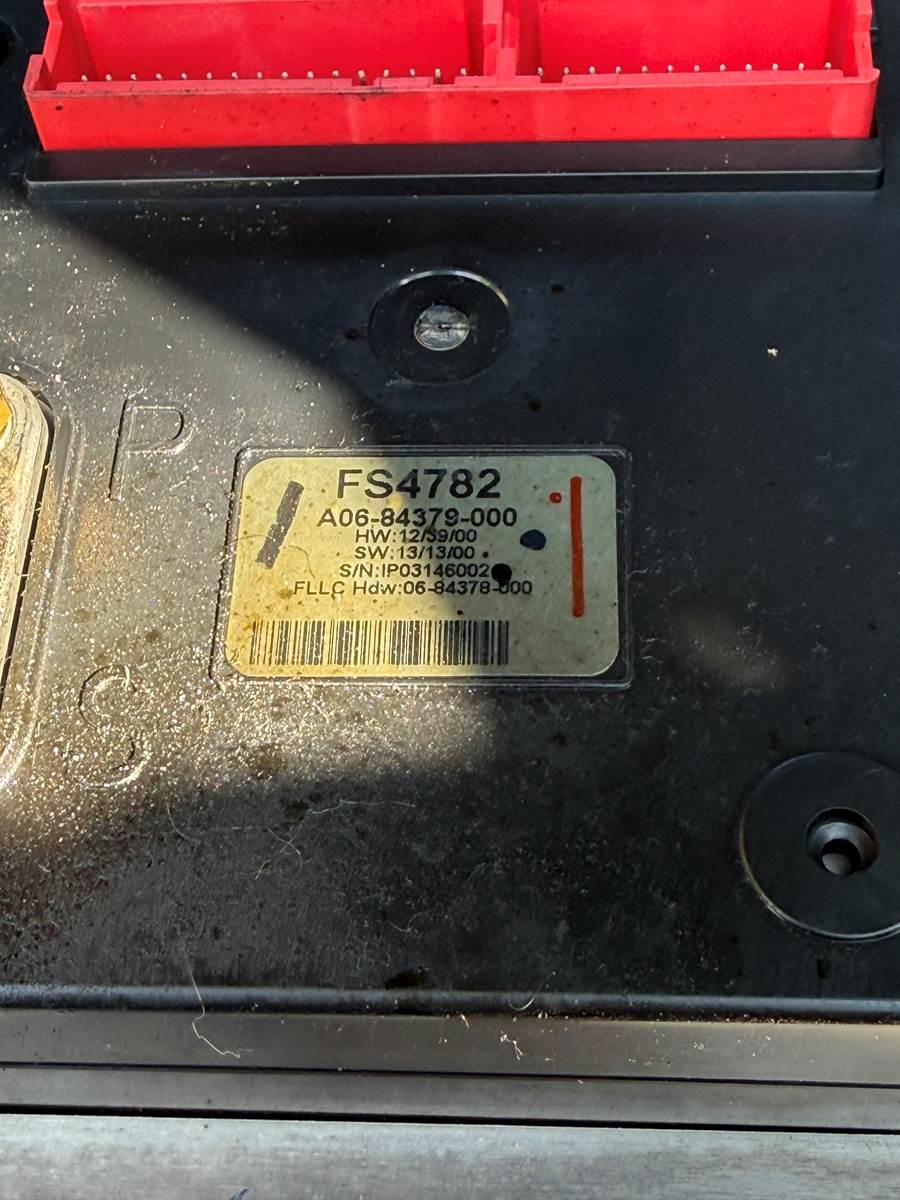 P
FS4782
A06-84379-000
HW:12/39/00
SW:13/13/00
S/N:IP03146002
FLLC Hdw:06-84378-000
S